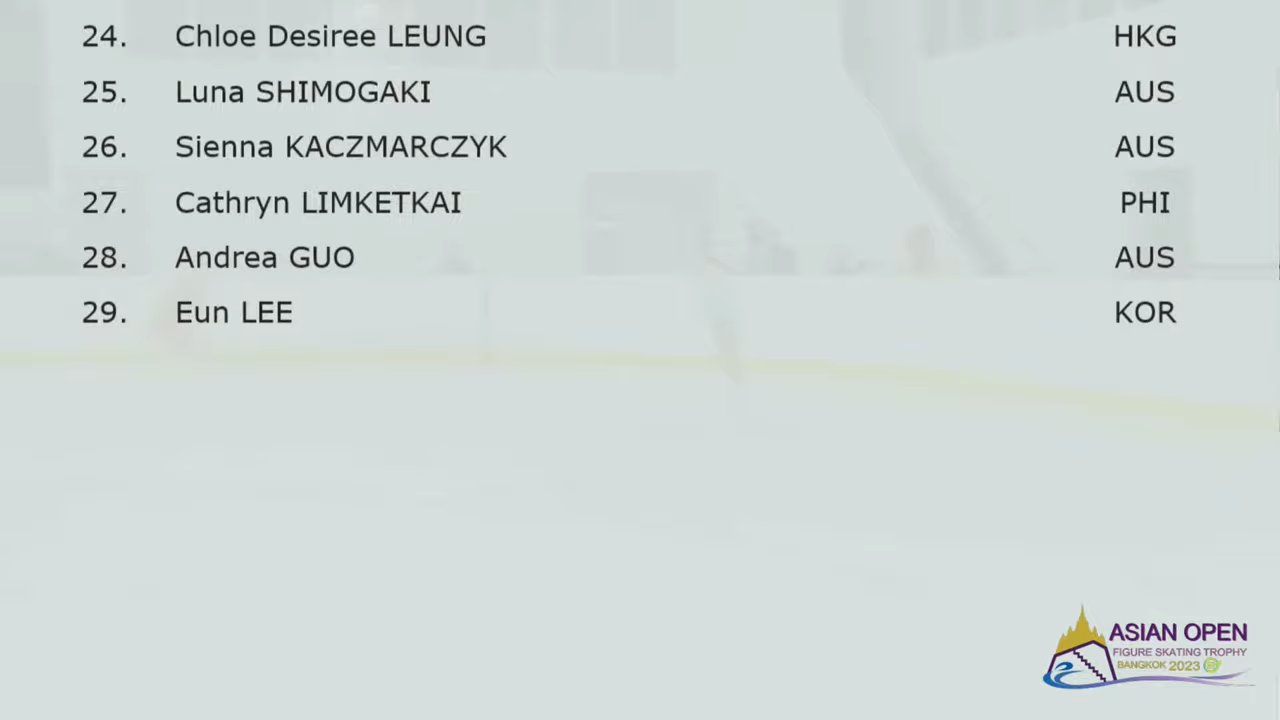 24. Chloe Desiree LEUNG HKG
25. Luna SHIMOGAKI AUS
26. Sienna KACZMARCZYK AUS
27. Cathryn LIMKETKAI PHI
28. Andrea GUO AUS
29. Eun LEE KOR
ASIAN OPEN
FIGURE SKATING TROPHY
BANGKOK 2023